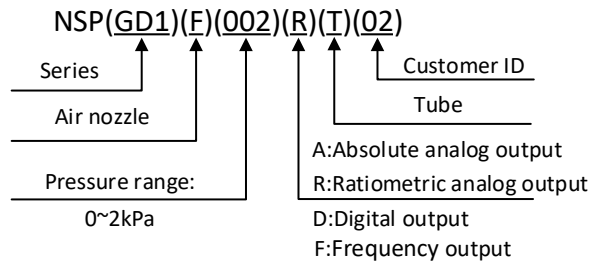 NSP(GD1)(F)(002)(R)(T)(02)
Series
Customer ID
Air nozzle
Tube
A:Absolute analog output
Pressure range:
R:Ratiometric analog output
0~2kPa
D:Digital output
F:Frequency output